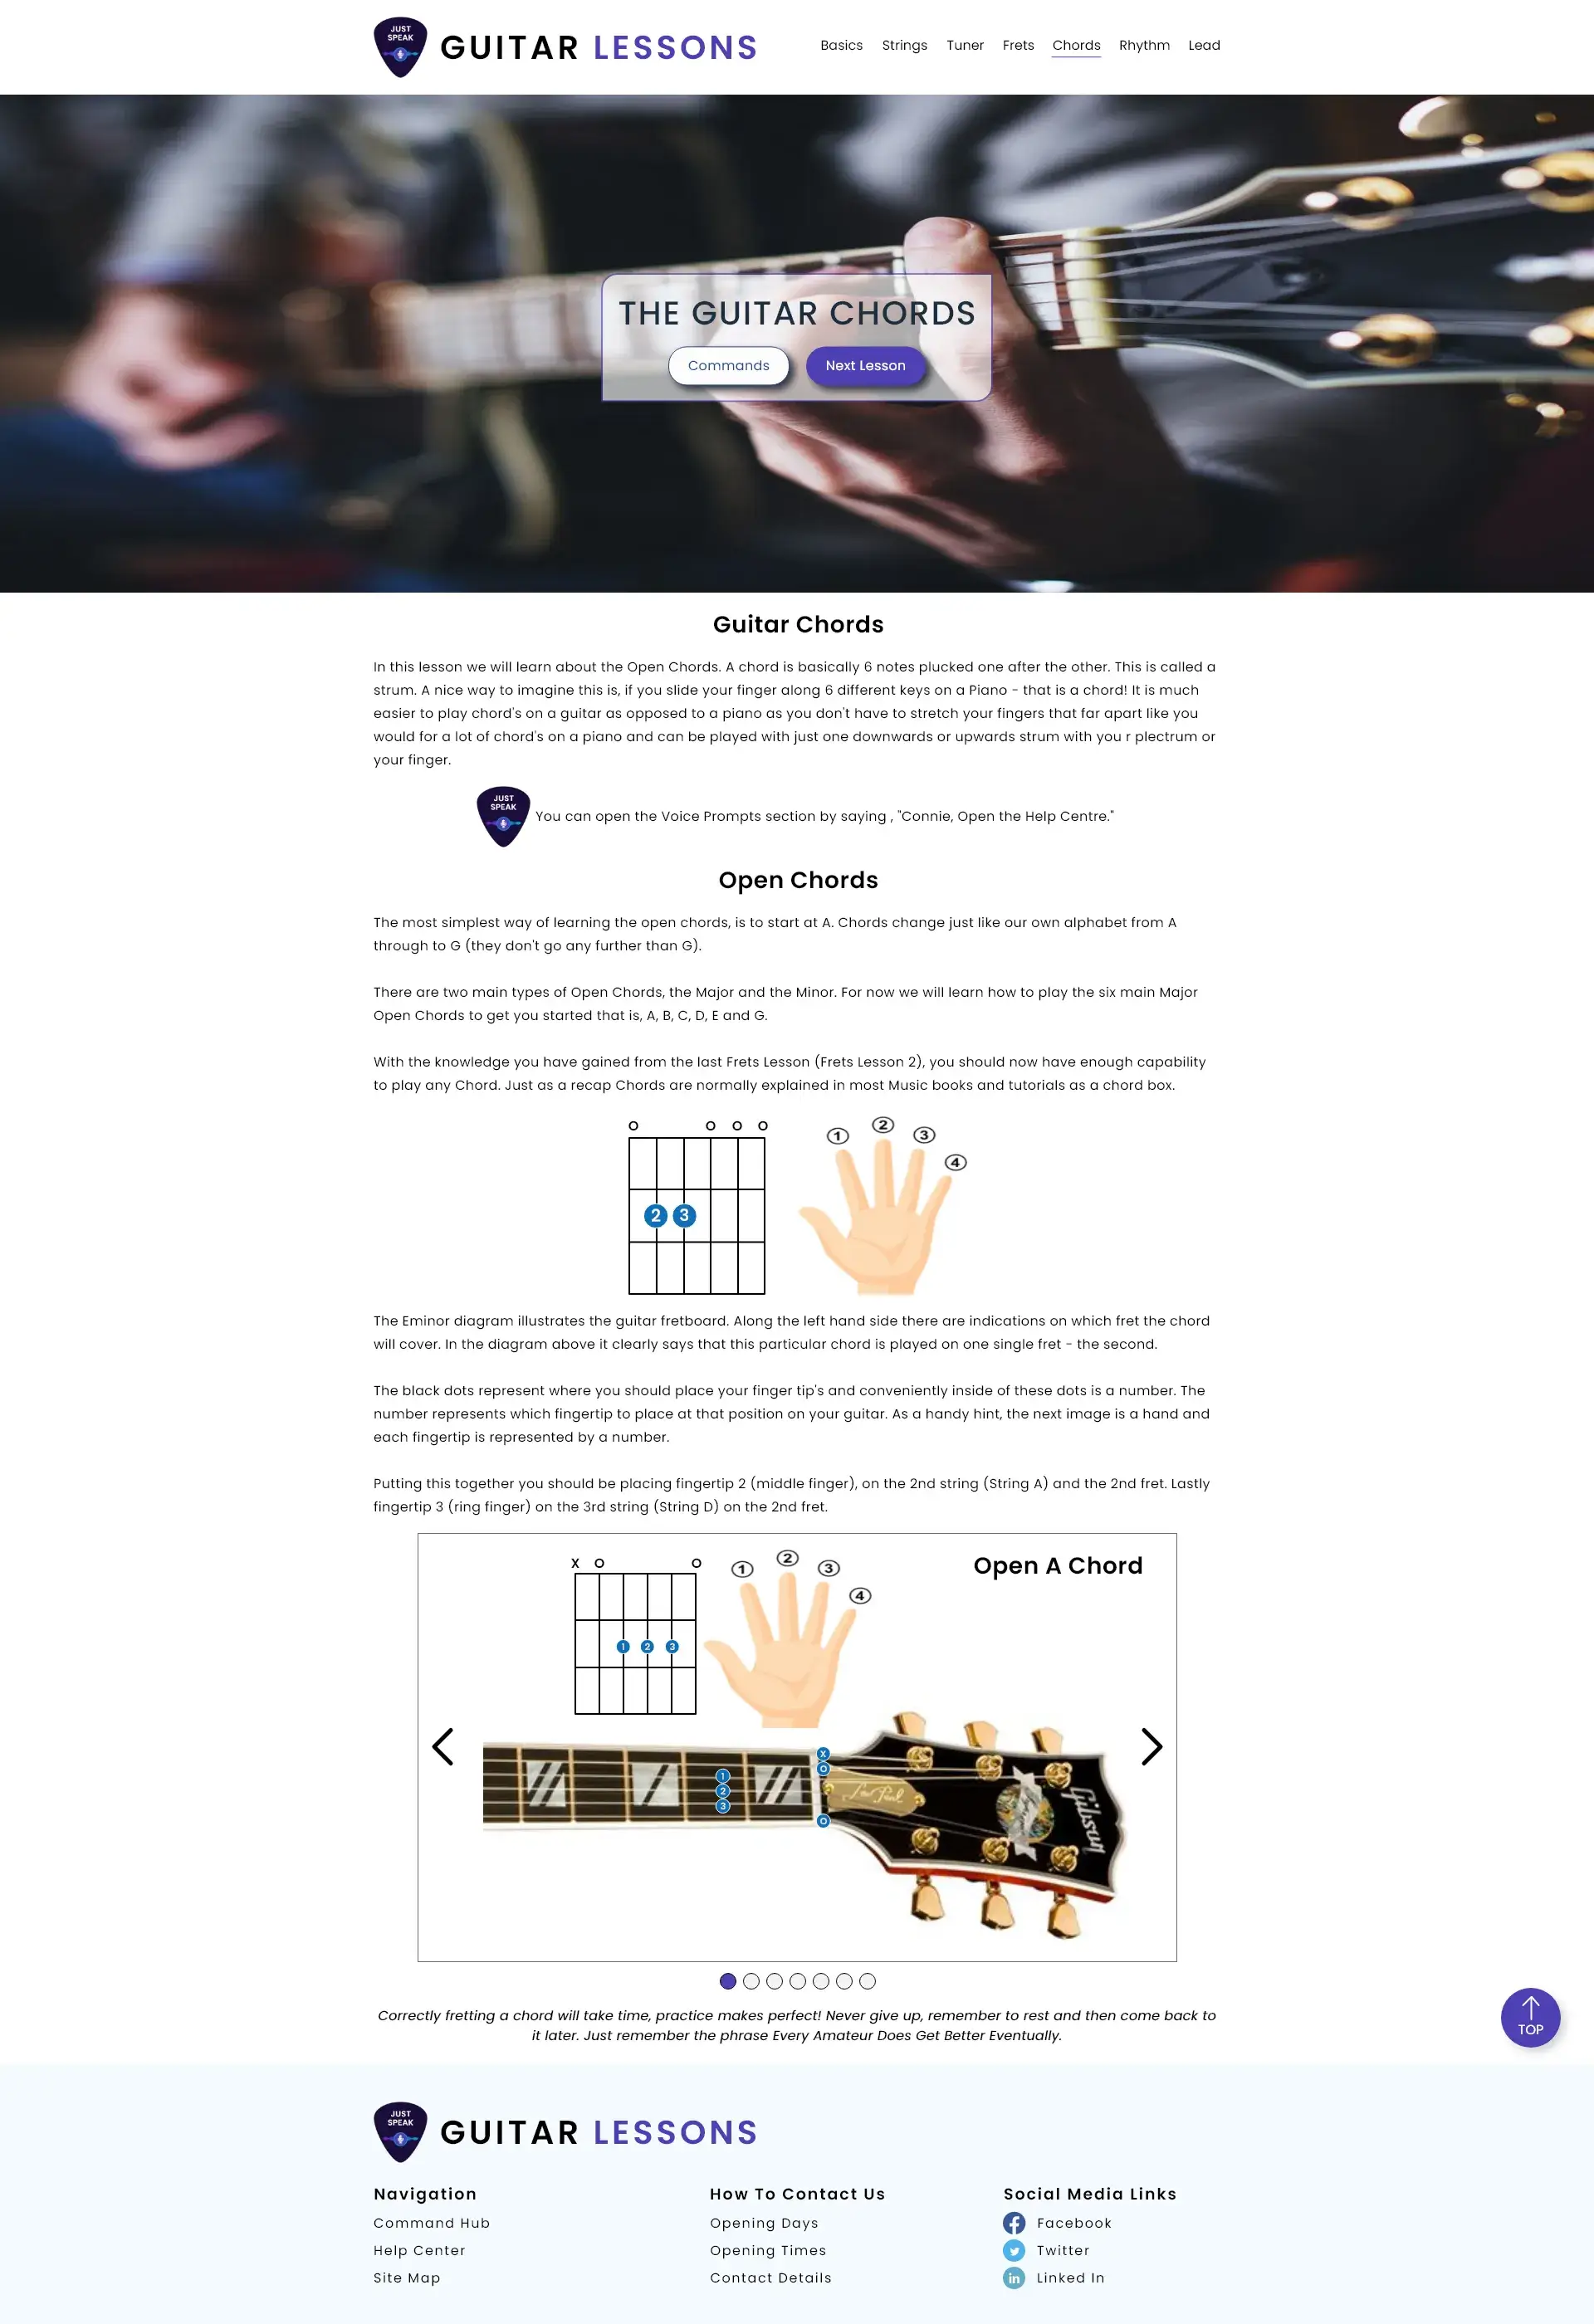 JUST
SPEAK
GUITAR LESSONS
Basics Strings Tuner Frets Chords Rhythm Lead
THE GUITAR CHORDS
Commands Next Lesson
Guitar Chords
In this lesson we will learn about the Open Chords. A chord is basically 6 notes plucked one after the other. This is called a
strum. A nice way to imagine this is, if you slide your finger along 6 different keys on a Piano - that is a chord! It is much
easier to play chord's on a guitar as opposed to a piano as you don't have to stretch your fingers that far apart like you
would for a lot of chord's on a piano and can be played with just one downwards or upwards strum with you r plectrum or
your finger.
JUST
SPEAK
You can open the Voice Prompts section by saying , "Connie, Open the Help Centre."
Open Chords
The most simplest way of learning the open chords, is to start at A. Chords change just like our own alphabet from A
through to G (they don't go any further than G).
There are two main types of Open Chords, the Major and the Minor. For now we will learn how to play the six main Major
Open Chords to get you started that is, A, B, C, D, E and G.
With the knowledge you have gained from the last Frets Lesson (Frets Lesson 2), you should now have enough capability
to play any Chord. Just as a recap Chords are normally explained in most Music books and tutorials as a chord box.
O O O O
2 3
1 2 3 4
The Eminor diagram illustrates the guitar fretboard. Along the left hand side there are indications on which fret the chord
will cover. In the diagram above it clearly says that this particular chord is played on one single fret - the second.
The black dots represent where you should place your finger tip's and conveniently inside of these dots is a number. The
number represents which fingertip to place at that position on your guitar. As a handy hint, the next image is a hand and
each fingertip is represented by a number.
Putting this together you should be placing fingertip 2 (middle finger), on the 2nd string (String A) and the 2nd fret. Lastly
fingertip 3 (ring finger) on the 3rd string (String D) on the 2nd fret.
Open A Chord
X O O
1 2 3
1 2 3 4
X
O
1
2
3
O
Les Paul
Gibson
Correctly fretting a chord will take time, practice makes perfect! Never give up, remember to rest and then come back to
it later. Just remember the phrase Every Amateur Does Get Better Eventually.
TOP
JUST
SPEAK
GUITAR LESSONS
Navigation
Command Hub
Help Center
Site Map
How To Contact Us
Opening Days
Opening Times
Contact Details
Social Media Links
Facebook
Twitter
in Linked In